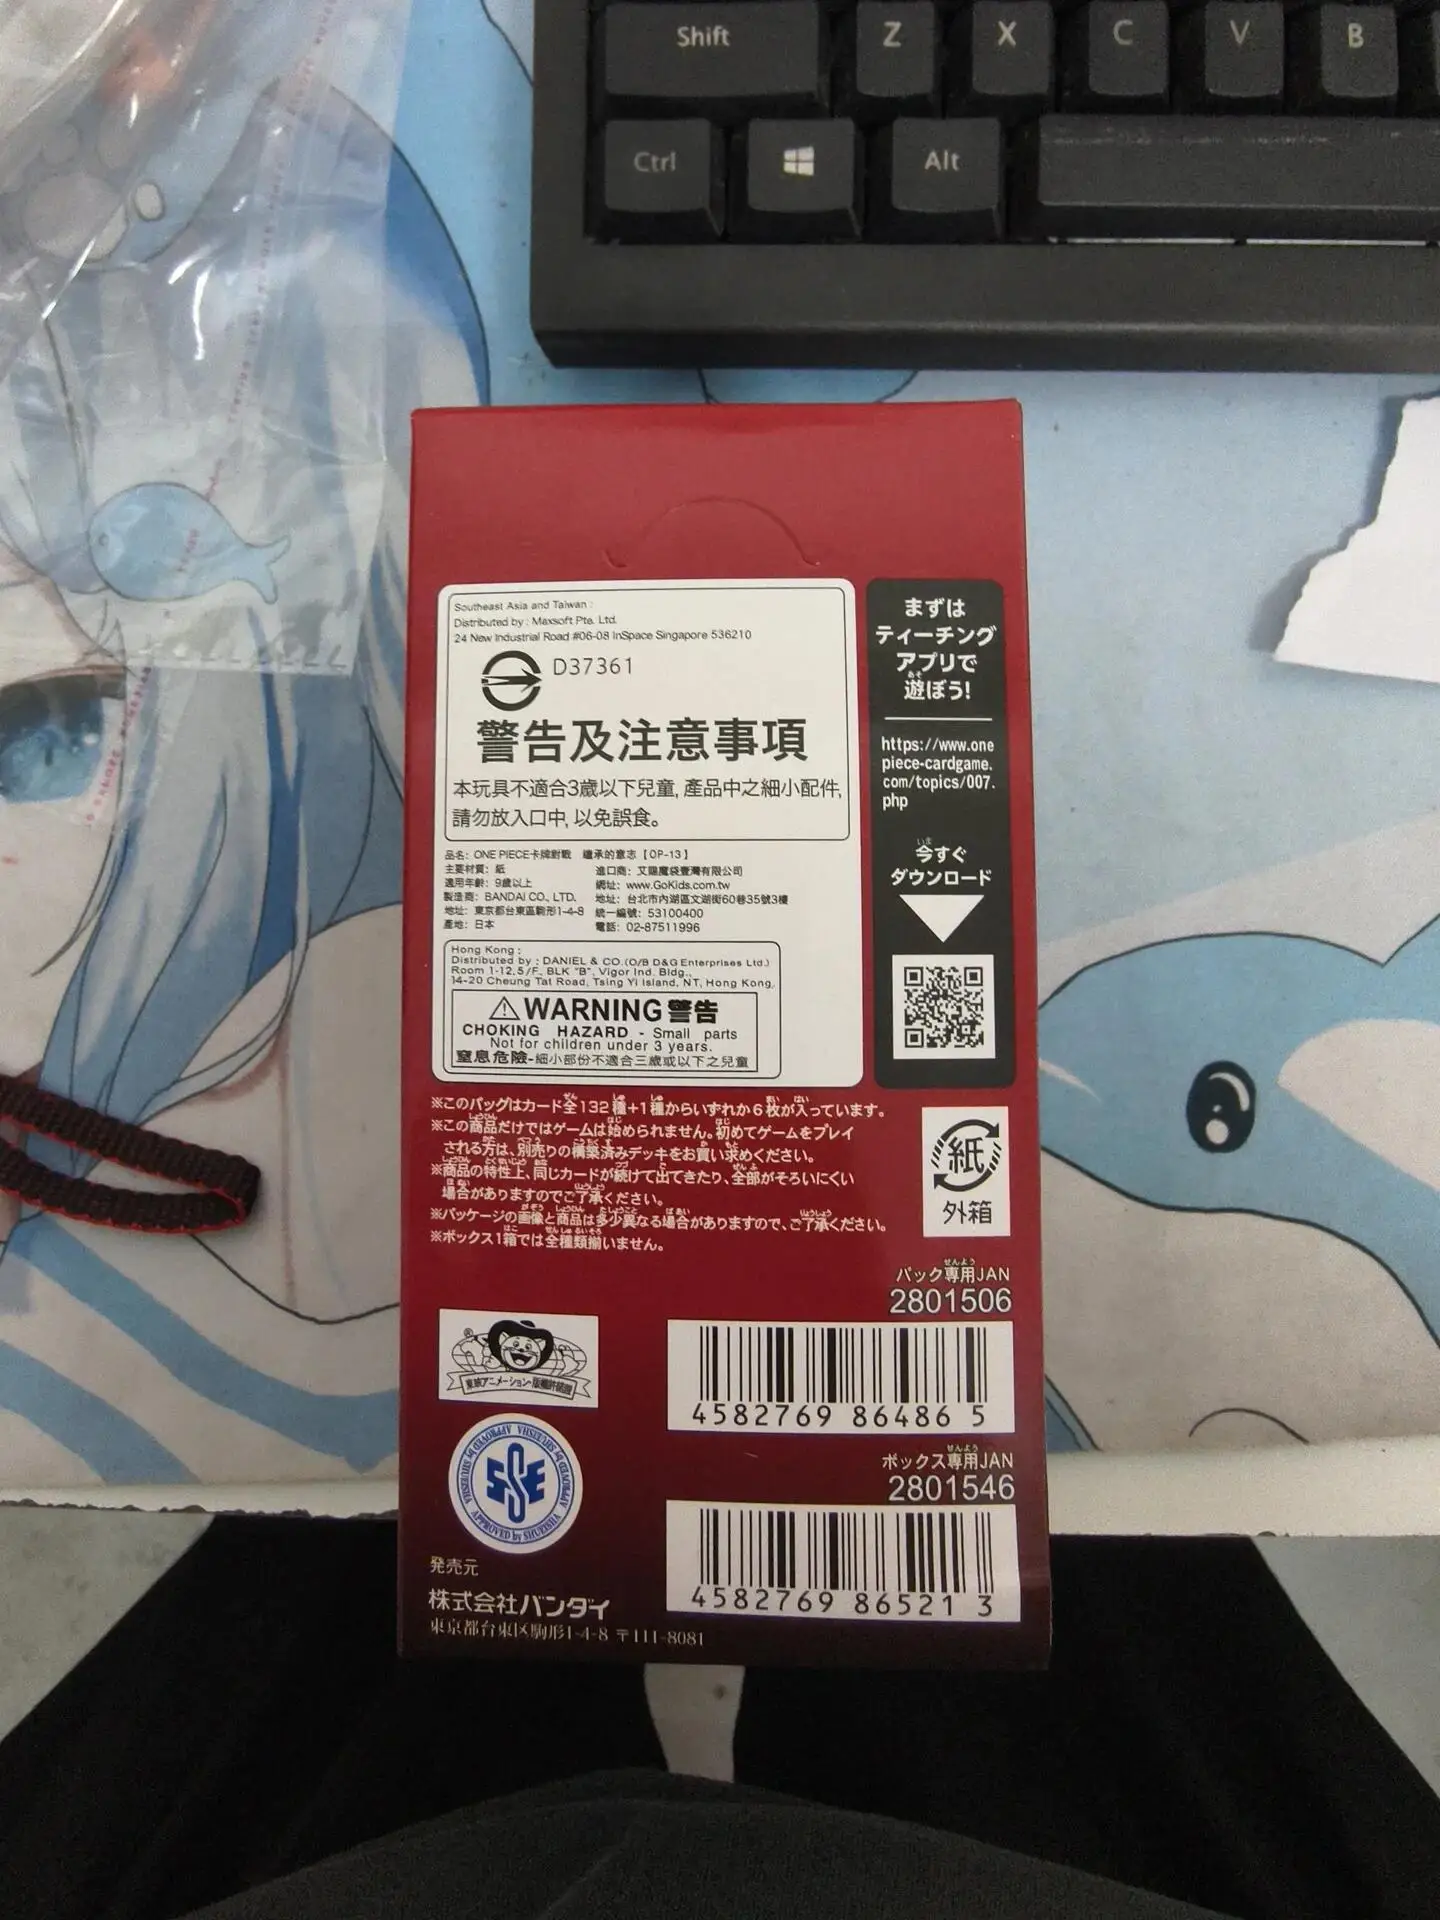 Shift
Z
X
C
V
B
Ctrl
Alt
Southeast Asia and Taiwan :
Distributed by : Maxsoft Pte. Ltd.
24 New Industrial Road #06-08 InSpace Singapore 536210
D37361
警告及注意事項
本玩具不適合3歲以下兒童, 產品中之細小配件,
請勿放入口中, 以免誤食。
品名: ONE PIECE卡牌對戰 繼承的意志【OP-13】
主要材質: 紙
適用年齡: 9歲以上
製造商: BANDAI CO., LTD.
地址: 東京都台東區駒形1-4-8
產地: 日本
進口商: 艾隴魔袋臺灣有限公司
網址: www.GoKids.com.tw
地址: 台北市內湖區文湖街60巷35號3樓
統一編號: 53100400
電話: 02-87511996
Hong Kong :
Distributed by : DANIEL & CO.(O/B D&G Enterprises Ltd.)
Room 1-12,5/F., BLK "B", Vigor Ind. Bldg.,
14-20 Cheung Tat Road, Tsing Yi Island, NT, Hong Kong.
WARNING 警告
CHOKING HAZARD - Small parts
Not for children under 3 years.
窒息危險-細小部份不適合三歲或以下之兒童
まずは
ティーチング
アプリで
遊ぼう!
https://www.one
piece-cardgame.
com/topics/007.
php
今すぐ
ダウンロード
※このパックはカード全132種+1種からいずれか6枚が入っています。
※この商品だけではゲームは始められません。初めてゲームをプレイ
される方は、別売りの構築済みデッキをお買い求めください。
※商品の特性上、同じカードが続けて出てきたり、全部がそろいにくい
場合がありますのでご了承ください。
※パッケージの画像と商品は多少異なる場合がありますので、ご了承ください。
※ボックス1箱では全種類揃いません。
紙
外箱
パック専用JAN
2801506
4582769 86486 5
ボックス専用JAN
2801546
4582769 86521 3
東映アニメーション・版権許諾証
APPROVED by SHUEISHA
SSE
発売元
株式会社バンダイ
東京都台東区駒形1-4-8 〒111-8081